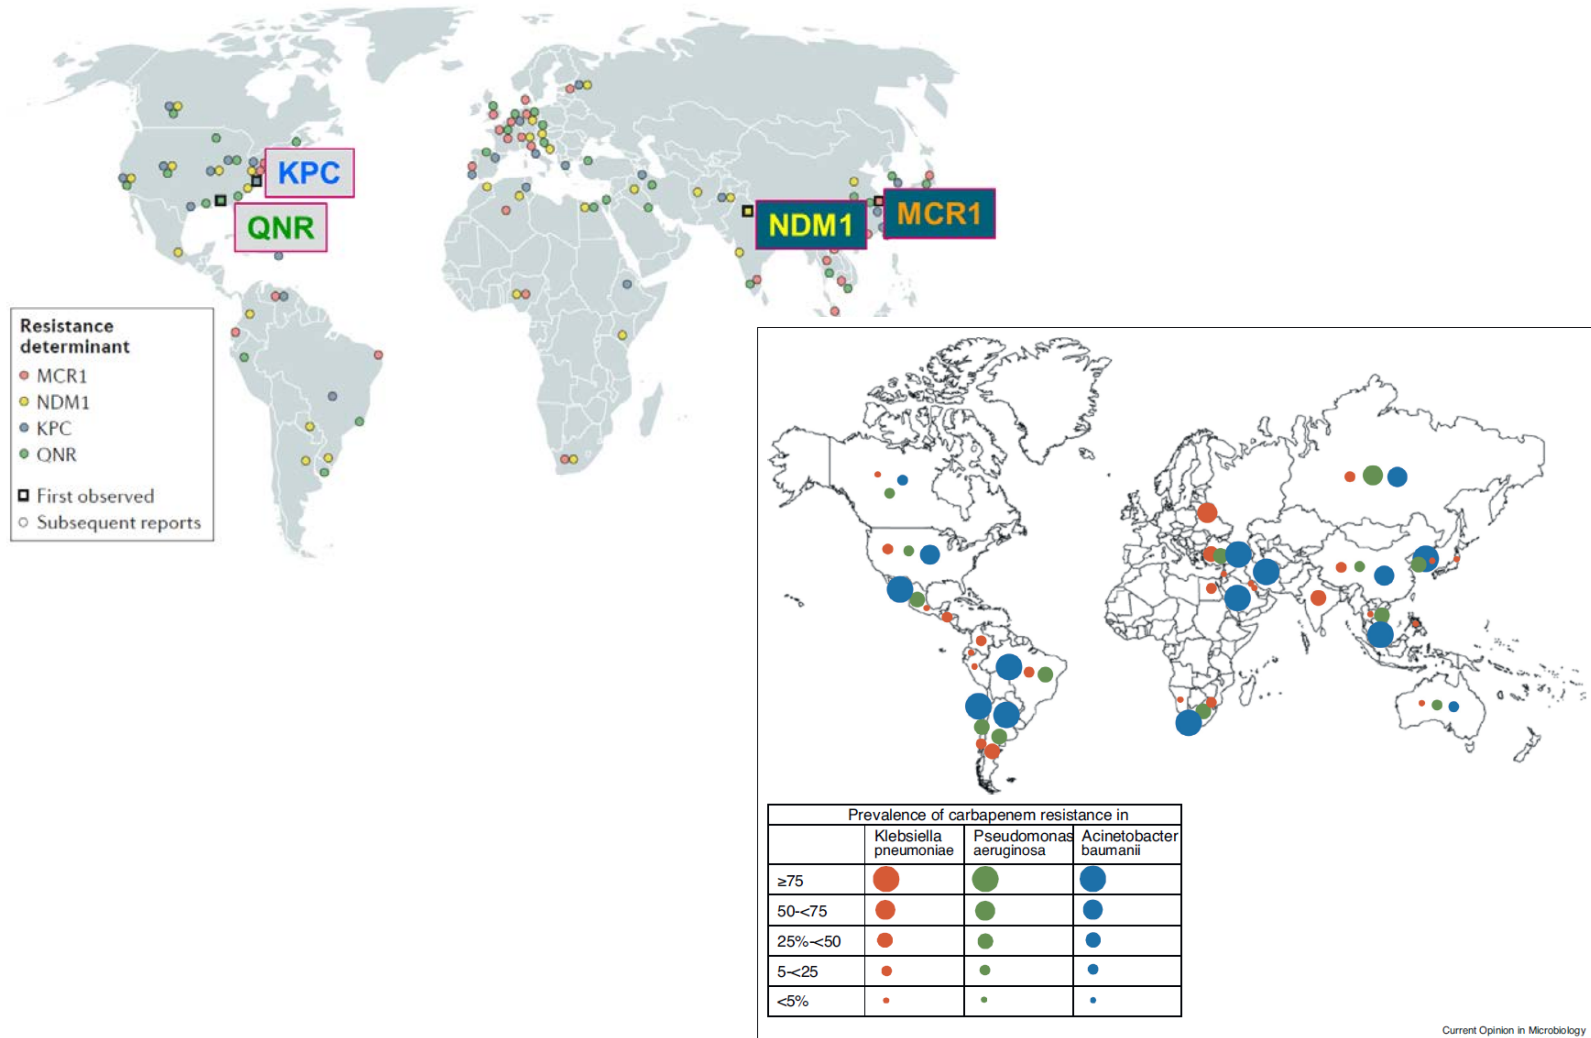 KPC
QNR
NDM1
MCR1
Resistance
determinant
MCR1
NDM1
KPC
QNR
First observed
Subsequent reports
Prevalence of carbapenem resistance in
Klebsiella
pneumoniae
Pseudomonas
aeruginosa
Acinetobacter
baumanii
≥75
50-<75
25%-<50
5-<25
<5%
Current Opinion in Microbiology